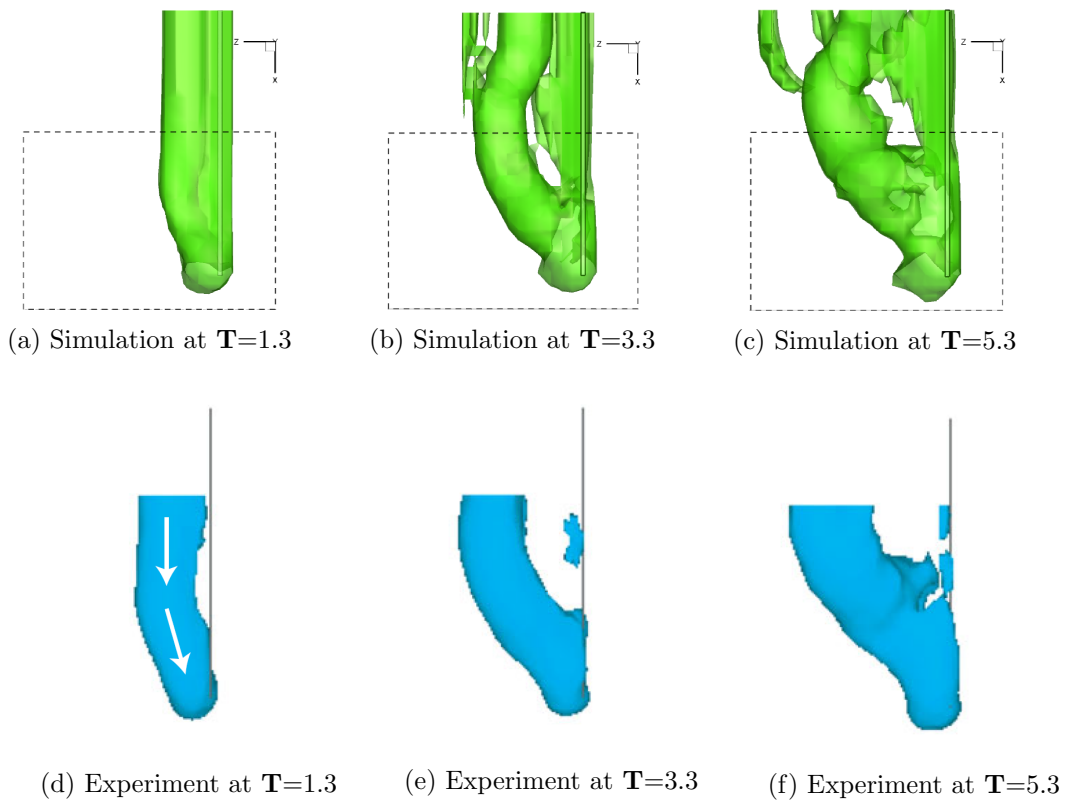 Z
Y
X
Z
Y
X
Z
Y
X
(a) Simulation at T=1.3
(b) Simulation at T=3.3
(c) Simulation at T=5.3
(d) Experiment at T=1.3
(e) Experiment at T=3.3
(f) Experiment at T=5.3